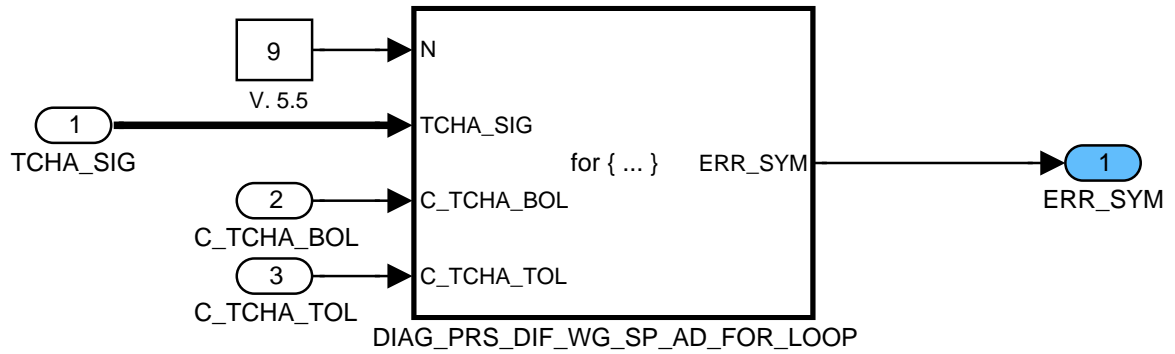 9
N
V. 5.5
1
TCHA_SIG
TCHA_SIG
for { ... }
ERR_SYM
1
ERR_SYM
2
C_TCHA_BOL
C_TCHA_BOL
3
C_TCHA_TOL
C_TCHA_TOL
DIAG_PRS_DIF_WG_SP_AD_FOR_LOOP